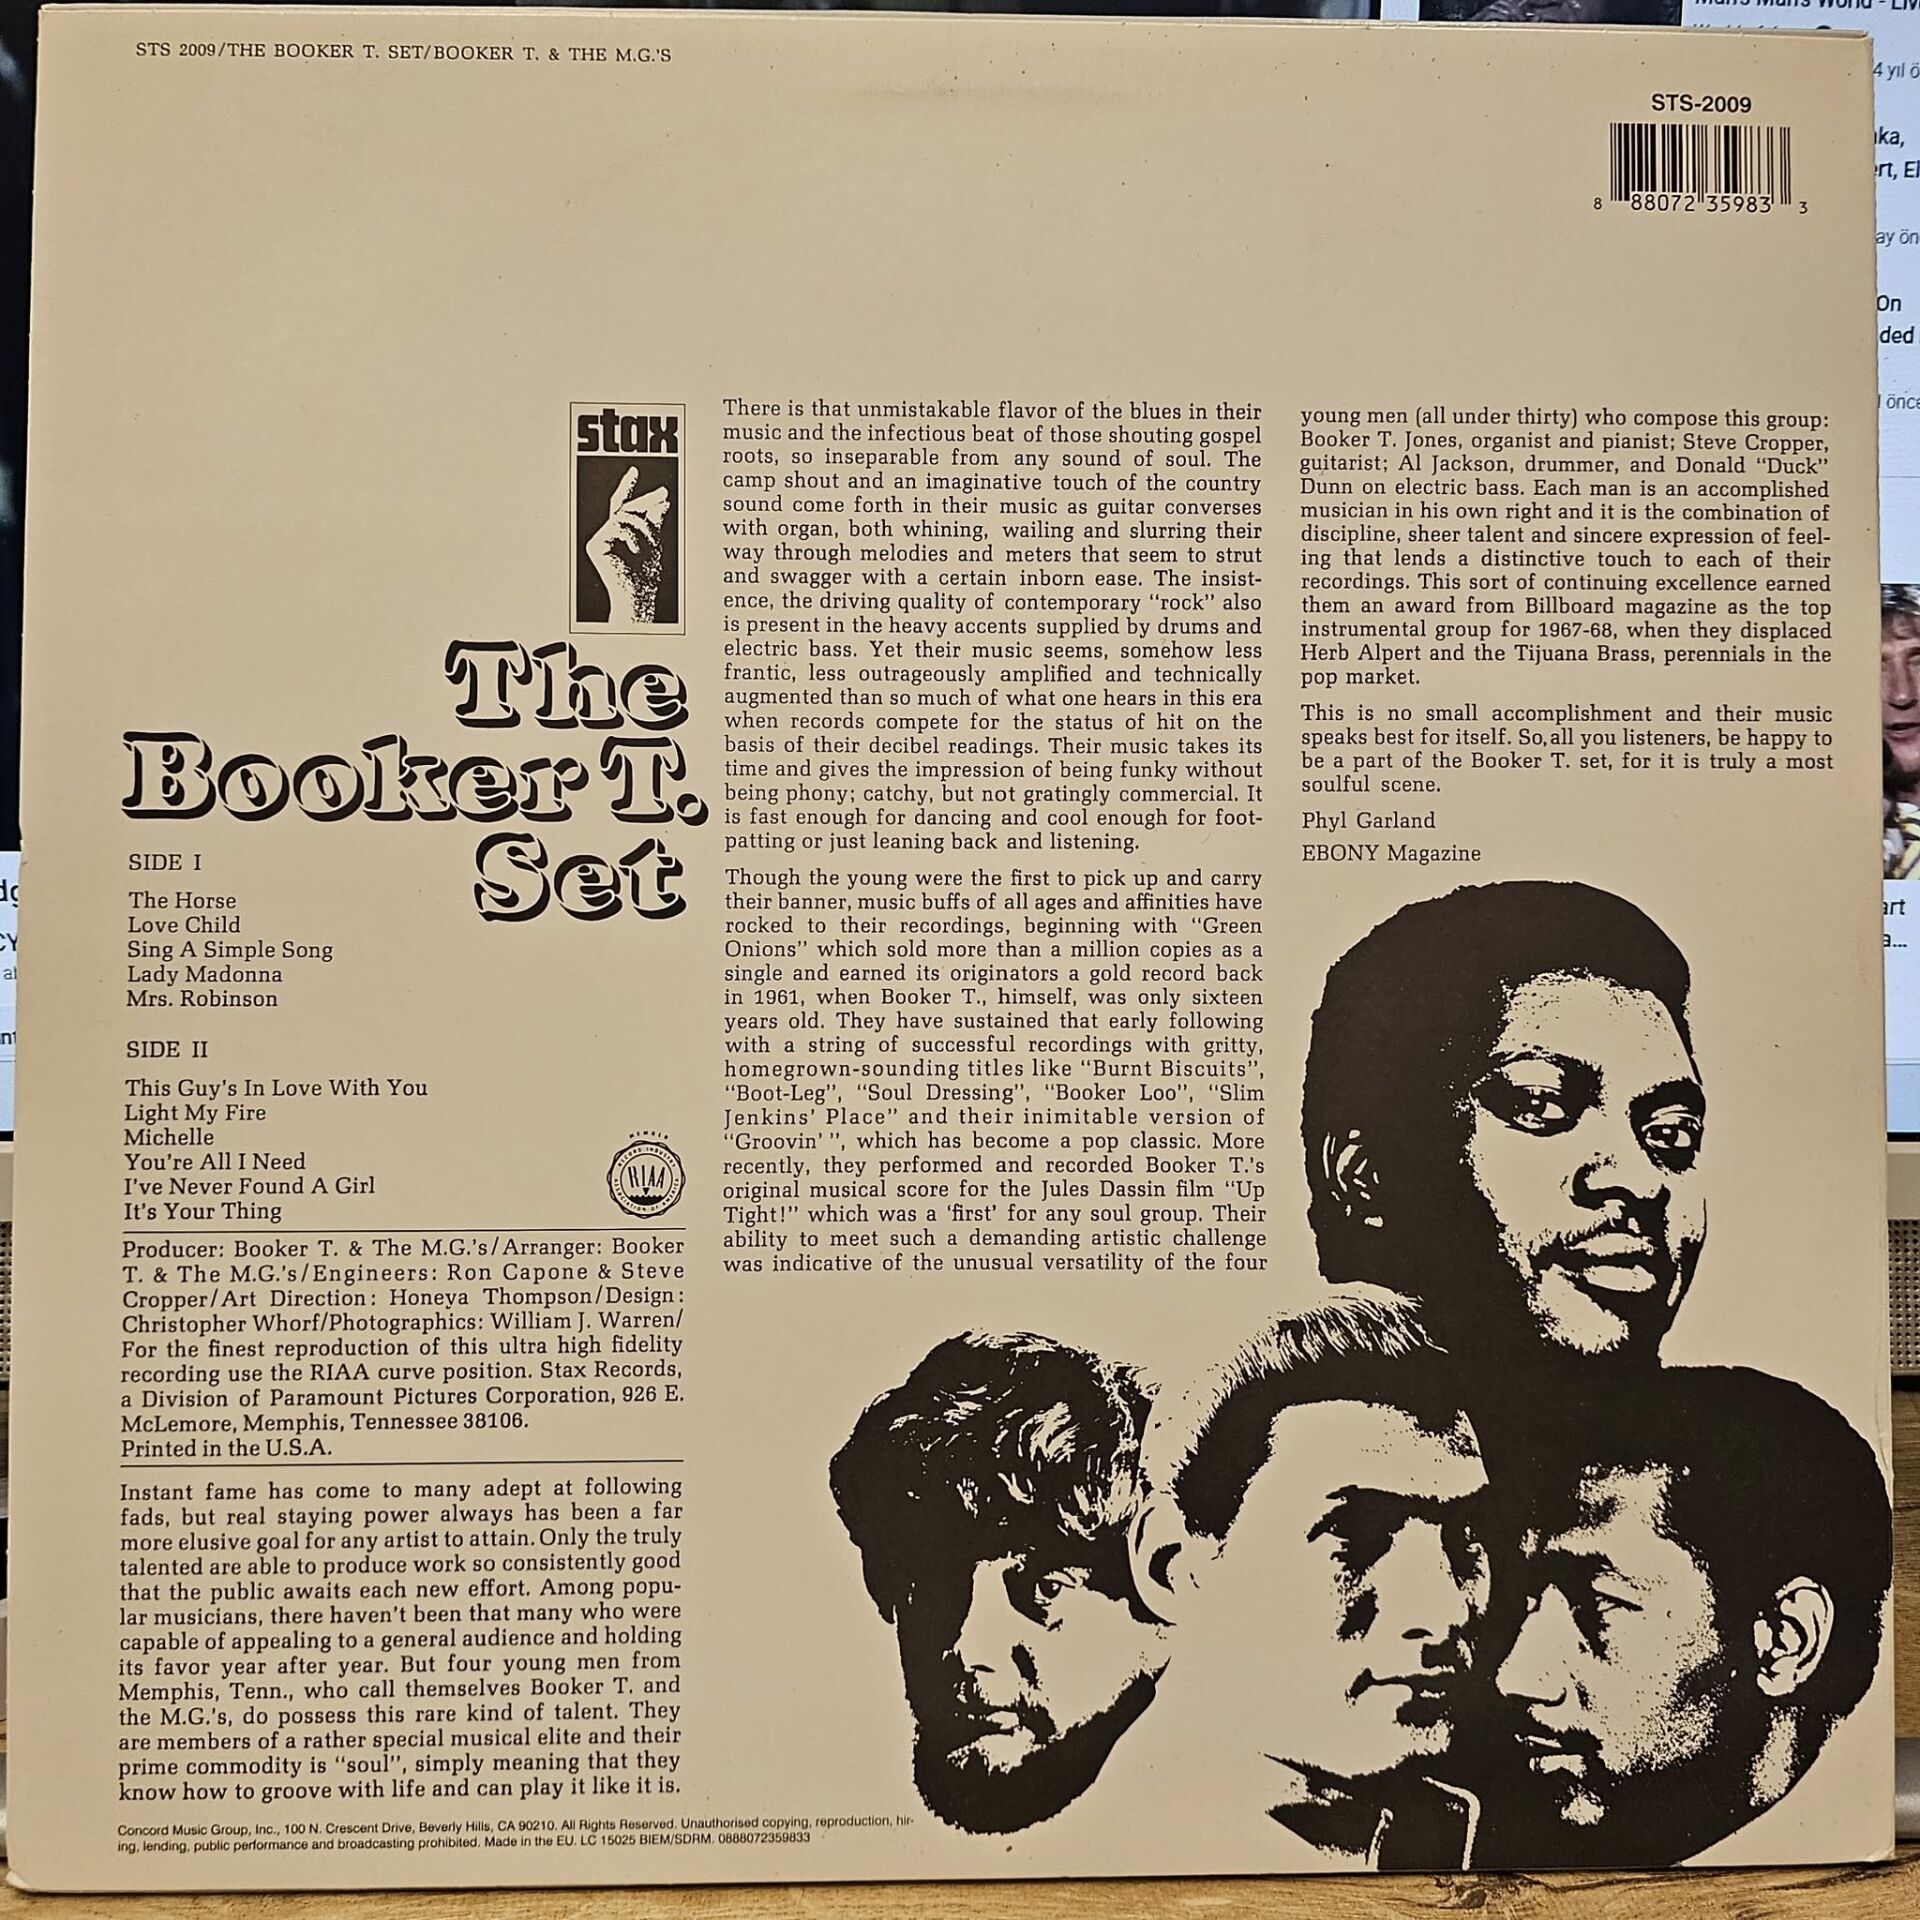 STS 2009/THE BOOKER T. SET/BOOKER T. & THE M.G.'S
STS-2009
8 88072 35983 3
stax
The
Booker T.
Set
SIDE I
The Horse
Love Child
Sing A Simple Song
Lady Madonna
Mrs. Robinson
SIDE II
This Guy's In Love With You
Light My Fire
Michelle
You're All I Need
I've Never Found A Girl
It's Your Thing
MEMBER
RECORD INDUSTRY
RIAA
ASSOCIATION OF AMERICA
Producer: Booker T. & The M.G.'s/Arranger: Booker
T. & The M.G.'s/Engineers: Ron Capone & Steve
Cropper/Art Direction: Honeya Thompson/Design:
Christopher Whorf/Photographics: William J. Warren/
For the finest reproduction of this ultra high fidelity
recording use the RIAA curve position. Stax Records,
a Division of Paramount Pictures Corporation, 926 E.
McLemore, Memphis, Tennessee 38106.
Printed in the U.S.A.
Instant fame has come to many adept at following
fads, but real staying power always has been a far
more elusive goal for any artist to attain. Only the truly
talented are able to produce work so consistently good
that the public awaits each new effort. Among popu-
lar musicians, there haven't been that many who were
capable of appealing to a general audience and holding
its favor year after year. But four young men from
Memphis, Tenn., who call themselves Booker T. and
the M.G.'s, do possess this rare kind of talent. They
are members of a rather special musical elite and their
prime commodity is "soul", simply meaning that they
know how to groove with life and can play it like it is.
There is that unmistakable flavor of the blues in their
music and the infectious beat of those shouting gospel
roots, so inseparable from any sound of soul. The
camp shout and an imaginative touch of the country
sound come forth in their music as guitar converses
with organ, both whining, wailing and slurring their
way through melodies and meters that seem to strut
and swagger with a certain inborn ease. The insist-
ence, the driving quality of contemporary "rock" also
is present in the heavy accents supplied by drums and
electric bass. Yet their music seems, somehow less
frantic, less outrageously amplified and technically
augmented than so much of what one hears in this era
when records compete for the status of hit on the
basis of their decibel readings. Their music takes its
time and gives the impression of being funky without
being phony; catchy, but not gratingly commercial. It
is fast enough for dancing and cool enough for foot-
patting or just leaning back and listening.
Though the young were the first to pick up and carry
their banner, music buffs of all ages and affinities have
rocked to their recordings, beginning with "Green
Onions" which sold more than a million copies as a
single and earned its originators a gold record back
in 1961, when Booker T., himself, was only sixteen
years old. They have sustained that early following
with a string of successful recordings with gritty,
homegrown-sounding titles like "Burnt Biscuits",
"Boot-Leg", "Soul Dressing", "Booker Loo", "Slim
Jenkins' Place" and their inimitable version of
"Groovin' ", which has become a pop classic. More
recently, they performed and recorded Booker T.'s
original musical score for the Jules Dassin film "Up
Tight!" which was a 'first' for any soul group. Their
ability to meet such a demanding artistic challenge
was indicative of the unusual versatility of the four
young men (all under thirty) who compose this group:
Booker T. Jones, organist and pianist; Steve Cropper,
guitarist; Al Jackson, drummer, and Donald "Duck"
Dunn on electric bass. Each man is an accomplished
musician in his own right and it is the combination of
discipline, sheer talent and sincere expression of feel-
ing that lends a distinctive touch to each of their
recordings. This sort of continuing excellence earned
them an award from Billboard magazine as the top
instrumental group for 1967-68, when they displaced
Herb Alpert and the Tijuana Brass, perennials in the
pop market.
This is no small accomplishment and their music
speaks best for itself. So, all you listeners, be happy to
be a part of the Booker T. set, for it is truly a most
soulful scene.
Phyl Garland
EBONY Magazine
Concord Music Group, Inc., 100 N. Crescent Drive, Beverly Hills, CA 90210. All Rights Reserved. Unauthorised copying, reproduction, hir-
ing, lending, public performance and broadcasting prohibited. Made in the EU. LC 15025 BIEM/SDRM. 0888072359833
4 yıl
On